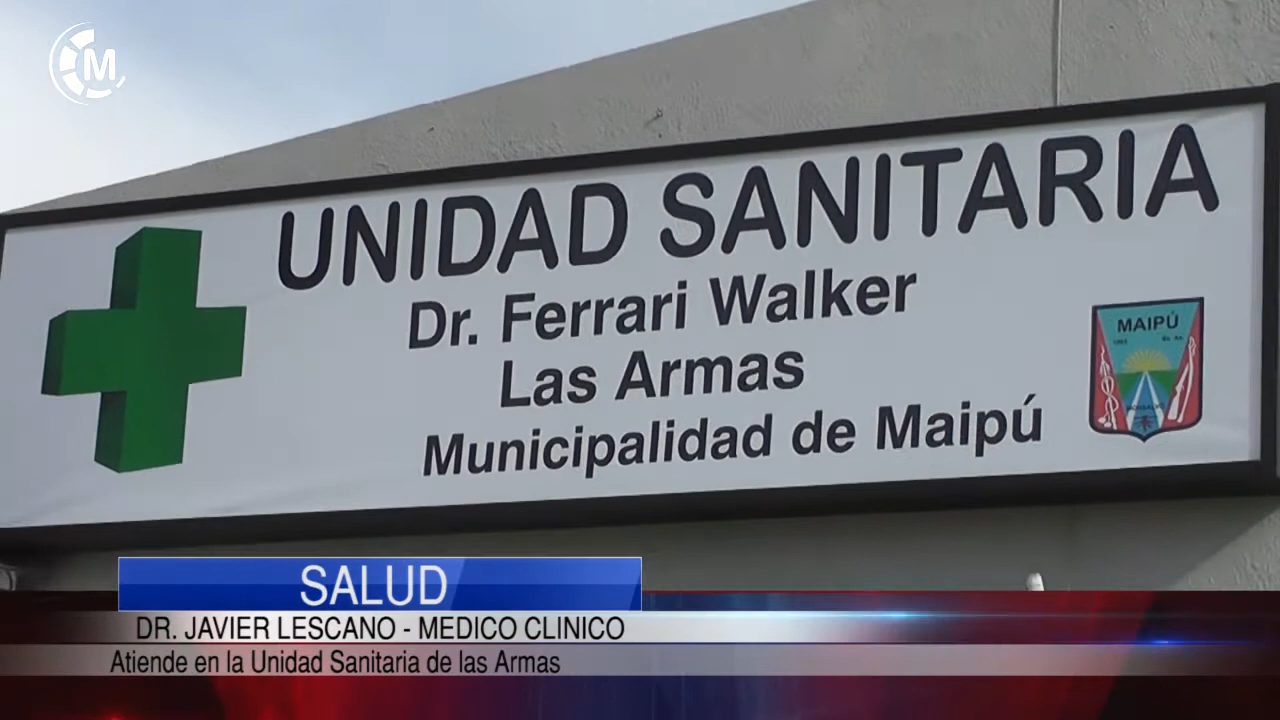 M
UNIDAD SANITARIA
Dr. Ferrari Walker
Las Armas
Municipalidad de Maipú
MAIPÚ
SALUD
DR. JAVIER LESCANO - MEDICO CLINICO
Atiende en la Unidad Sanitaria de las Armas